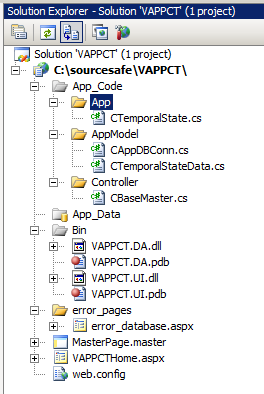 Solution Explorer - Solution 'VAPPCT' (1 project)
Solution 'VAPPCT' (1 project)
C:\sourcesafe\VAPPCT\
App_Code
App
CTemporalState.cs
AppModel
CAppDBConn.cs
CTemporalStateData.cs
Controller
CBaseMaster.cs
App_Data
Bin
VAPPCT.DA.dll
VAPPCT.DA.pdb
VAPPCT.UI.dll
VAPPCT.UI.pdb
error_pages
error_database.aspx
MasterPage.master
VAPPCTHome.aspx
web.config